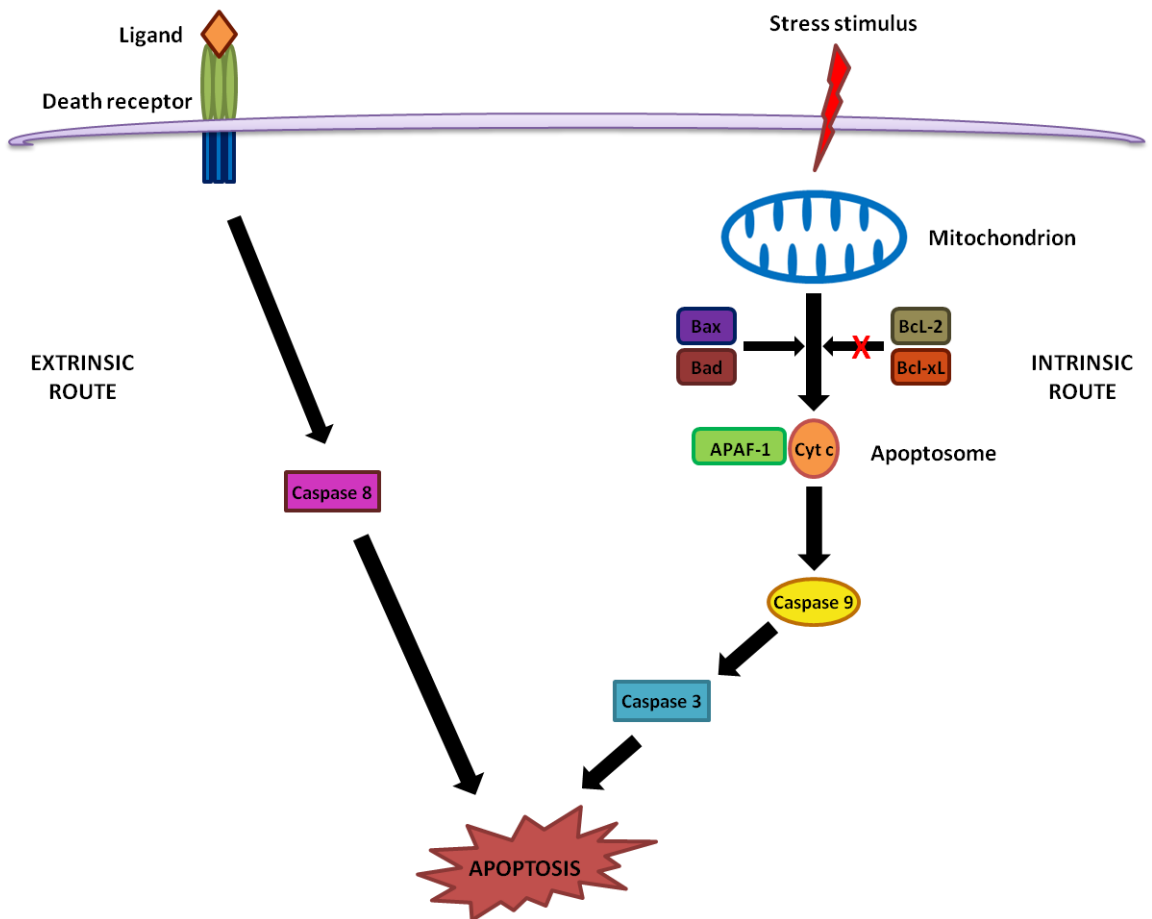 Ligand
Death receptor
Stress stimulus
Mitochondrion
Bax
Bad
BcL-2
Bcl-xL
EXTRINSIC
ROUTE
INTRINSIC
ROUTE
APAF-1
Cyt c
Apoptosome
Caspase 8
Caspase 9
Caspase 3
APOPTOSIS